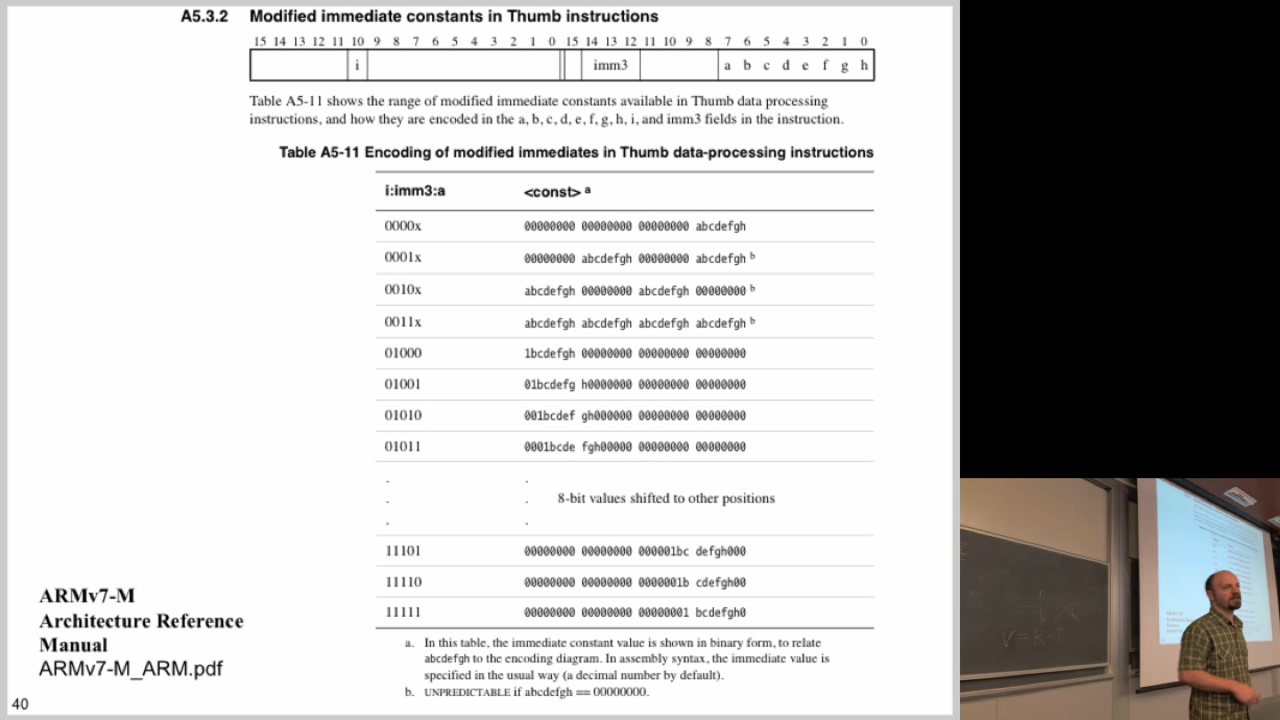 A5.3.2 Modified immediate constants in Thumb instructions
15 14 13 12 11 10 9 8 7 6 5 4 3 2 1 0 15 14 13 12 11 10 9 8 7 6 5 4 3 2 1 0
i imm3 a b c d e f g h
Table A5-11 shows the range of modified immediate constants available in Thumb data processing
instructions, and how they are encoded in the a, b, c, d, e, f, g, h, i, and imm3 fields in the instruction.
Table A5-11 Encoding of modified immediates in Thumb data-processing instructions
i:imm3:a <const> a
0000x 00000000 00000000 00000000 abcdefgh
0001x 00000000 abcdefgh 00000000 abcdefgh b
0010x abcdefgh 00000000 abcdefgh 00000000 b
0011x abcdefgh abcdefgh abcdefgh abcdefgh b
01000 1bcdefgh 00000000 00000000 00000000
01001 01bcdefg h0000000 00000000 00000000
01010 001bcdef gh000000 00000000 00000000
01011 0001bcde fgh00000 00000000 00000000
. .
. . 8-bit values shifted to other positions
. .
11101 00000000 00000000 000001bc defgh000
11110 00000000 00000000 0000001b cdefgh00
11111 00000000 00000000 00000001 bcdefgh0
a. In this table, the immediate constant value is shown in binary form, to relate
abcdefgh to the encoding diagram. In assembly syntax, the immediate value is
specified in the usual way (a decimal number by default).
b. UNPREDICTABLE if abcdefgh == 00000000.
ARMv7-M
Architecture Reference
Manual
ARMv7-M_ARM.pdf
40
V=R·I